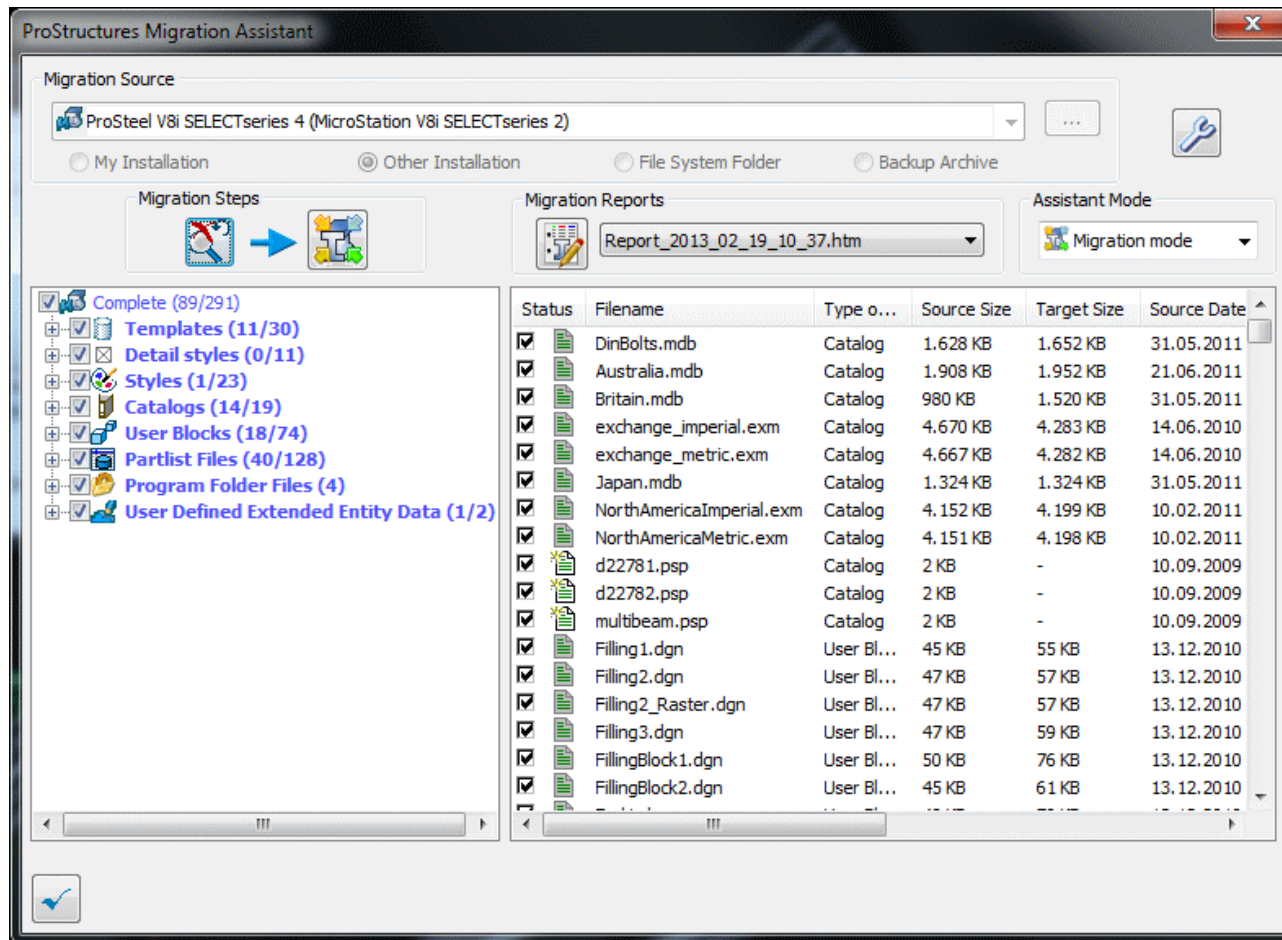 ProStructures Migration Assistant
Migration Source
ProSteel V8i SELECTseries 4 (MicroStation V8i SELECTseries 2)
...
My Installation Other Installation File System Folder Backup Archive
Migration Steps Migration Reports Assistant Mode
Report_2013_02_19_10_37.htm Migration mode
Complete (89/291)
Templates (11/30)
Detail styles (0/11)
Styles (1/23)
Catalogs (14/19)
User Blocks (18/74)
Partlist Files (40/128)
Program Folder Files (4)
User Defined Extended Entity Data (1/2)
Status Filename Type o... Source Size Target Size Source Date
DinBolts.mdb Catalog 1.628 KB 1.652 KB 31.05.2011
Australia.mdb Catalog 1.908 KB 1.952 KB 21.06.2011
Britain.mdb Catalog 980 KB 1.520 KB 31.05.2011
exchange_imperial.exm Catalog 4.670 KB 4.283 KB 14.06.2010
exchange_metric.exm Catalog 4.667 KB 4.282 KB 14.06.2010
Japan.mdb Catalog 1.324 KB 1.324 KB 31.05.2011
NorthAmericaImperial.exm Catalog 4.152 KB 4.199 KB 10.02.2011
NorthAmericaMetric.exm Catalog 4.151 KB 4.198 KB 10.02.2011
d22781.psp Catalog 2 KB - 10.09.2009
d22782.psp Catalog 2 KB - 10.09.2009
multibeam.psp Catalog 2 KB - 10.09.2009
Filling1.dgn User Bl... 45 KB 55 KB 13.12.2010
Filling2.dgn User Bl... 47 KB 57 KB 13.12.2010
Filling2_Raster.dgn User Bl... 47 KB 57 KB 13.12.2010
Filling3.dgn User Bl... 47 KB 59 KB 13.12.2010
FillingBlock1.dgn User Bl... 50 KB 76 KB 13.12.2010
FillingBlock2.dgn User Bl... 45 KB 61 KB 13.12.2010